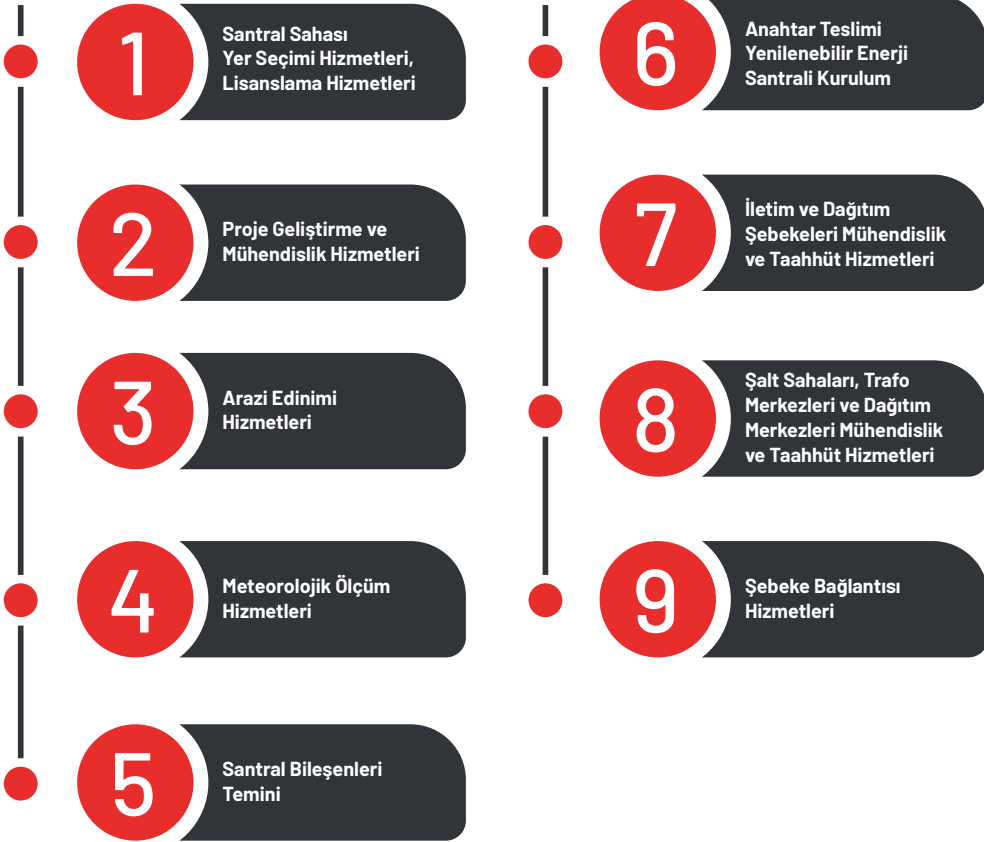 1
Santral Sahası
Yer Seçimi Hizmetleri,
Lisanslama Hizmetleri
2
Proje Geliştirme ve
Mühendislik Hizmetleri
3
Arazi Edinimi
Hizmetleri
4
Meteorolojik Ölçüm
Hizmetleri
5
Santral Bileşenleri
Temini
6
Anahtar Teslimi
Yenilenebilir Enerji
Santrali Kurulum
7
İletim ve Dağıtım
Şebekeleri Mühendislik
ve Taahhüt Hizmetleri
8
Şalt Sahaları, Trafo
Merkezleri ve Dağıtım
Merkezleri Mühendislik
ve Taahhüt Hizmetleri
9
Şebeke Bağlantısı
Hizmetleri